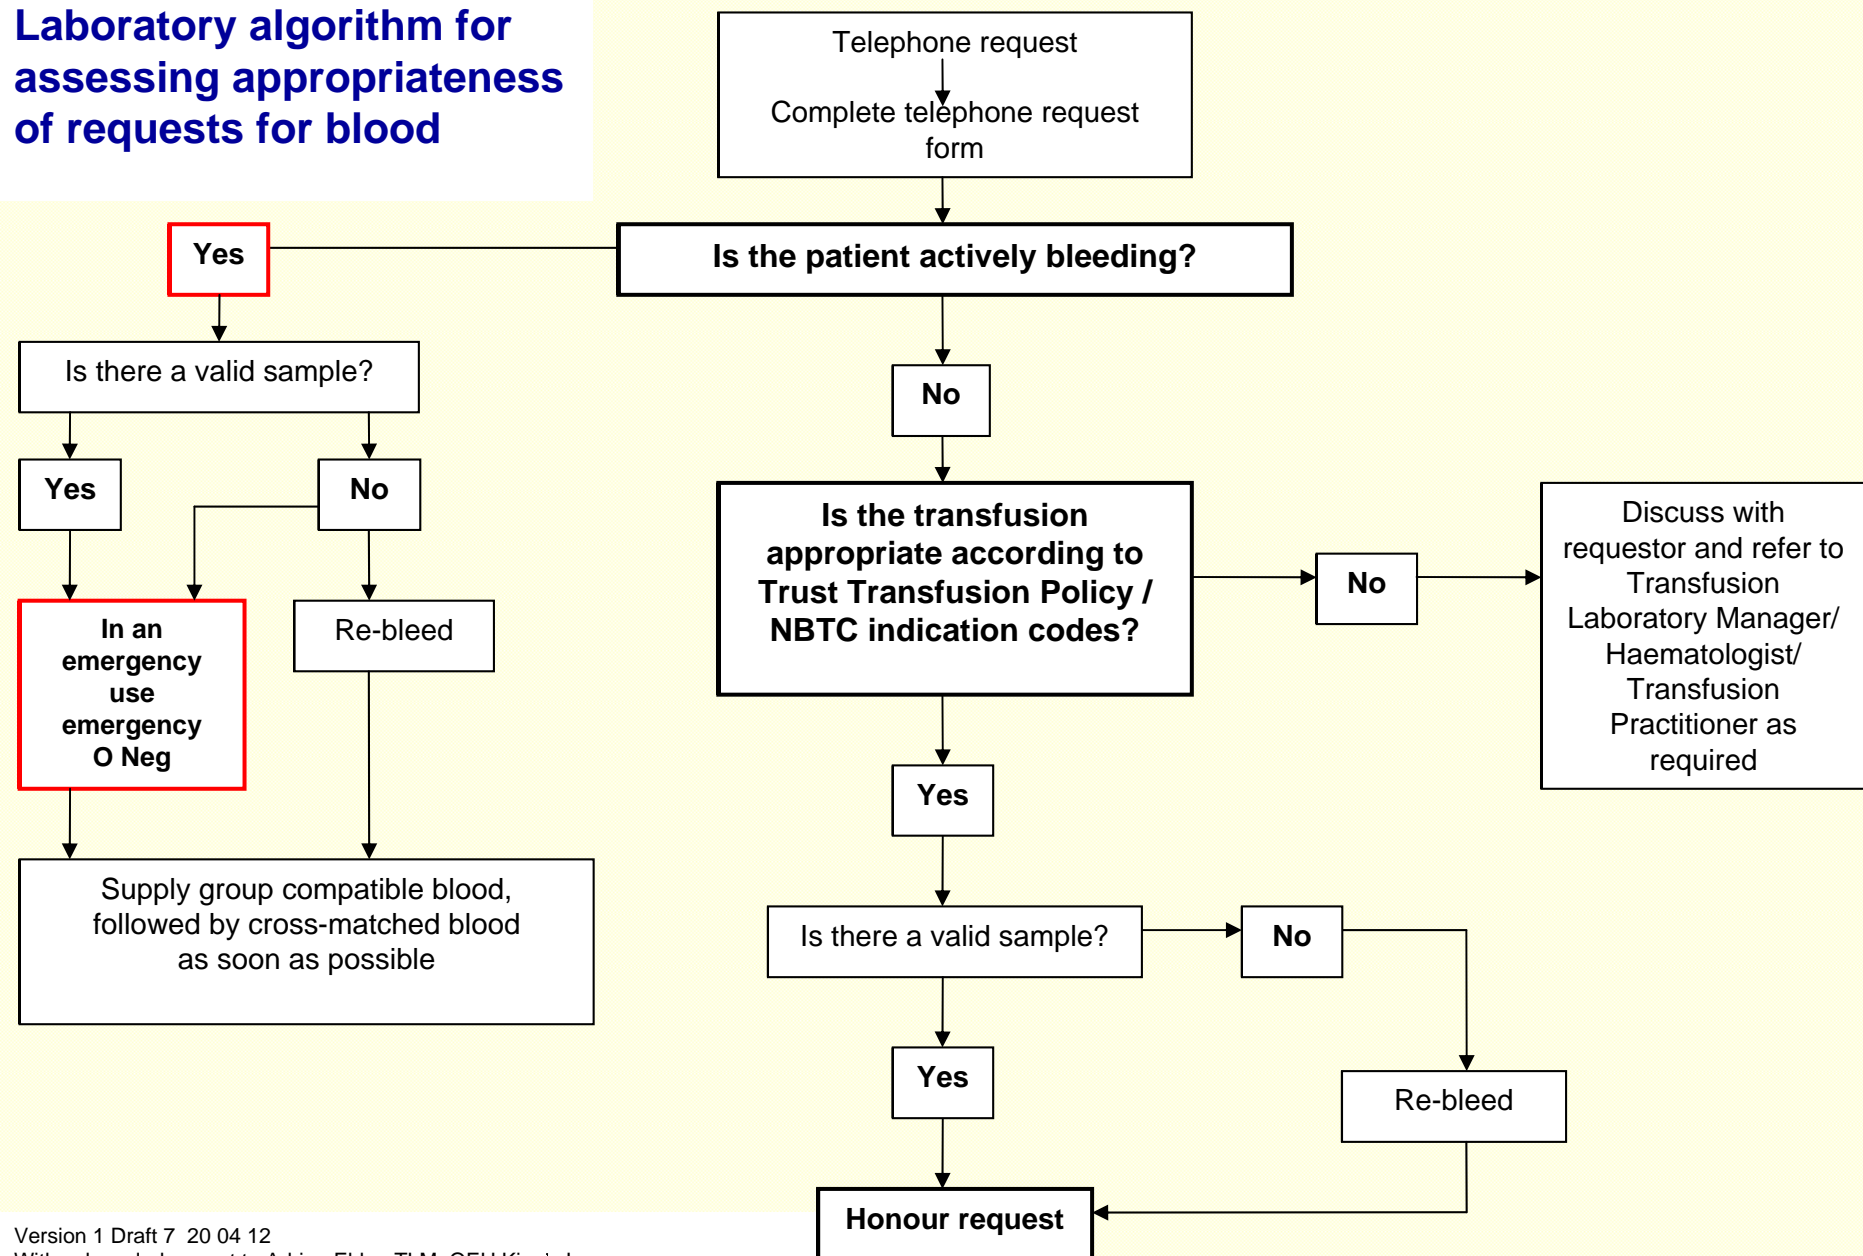 Laboratory algorithm for
assessing appropriateness
of requests for blood
Telephone request
Complete telephone request
form
Is the patient actively bleeding?
Yes
Is there a valid sample?
Yes
No
In an
emergency
use
emergency
O Neg
Re-bleed
Supply group compatible blood,
followed by cross-matched blood
as soon as possible
No
Is the transfusion
appropriate according to
Trust Transfusion Policy /
NBTC indication codes?
No
Discuss with
requestor and refer to
Transfusion
Laboratory Manager/
Haematologist/
Transfusion
Practitioner as
required
Yes
Is there a valid sample?
No
Yes
Re-bleed
Honour request
Version 1 Draft 7 20 04 12